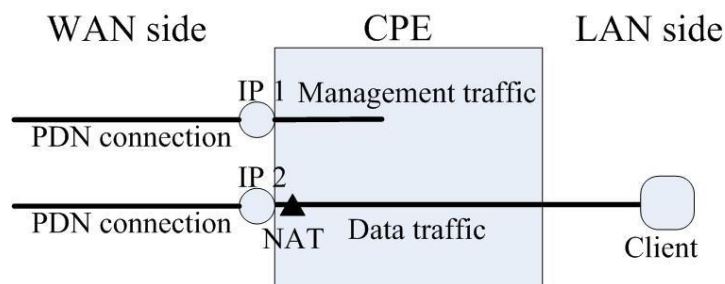 WAN side
CPE
LAN side
IP 1
Management traffic
PDN connection
IP 2
PDN connection
NAT
Data traffic
Client